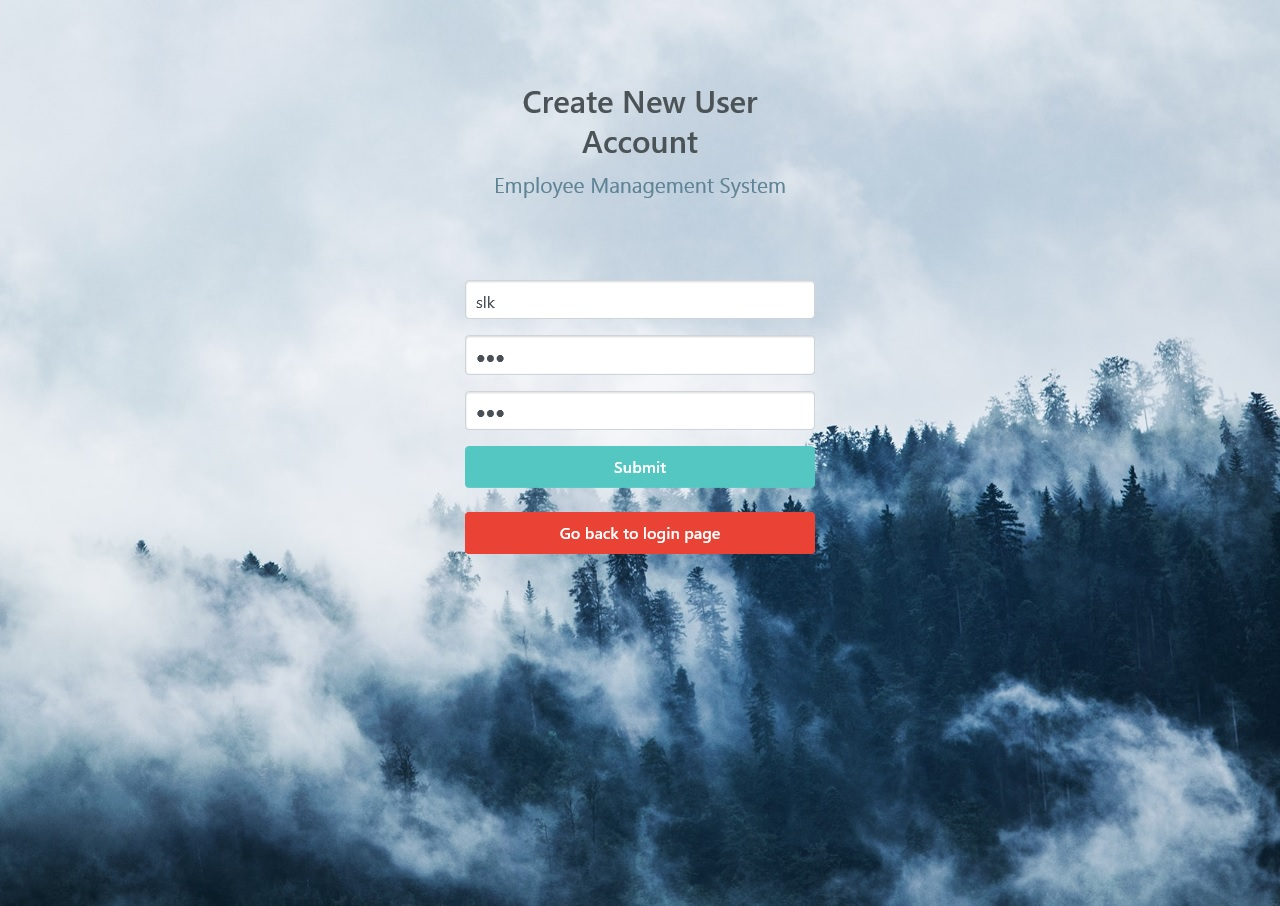 Create New User
Account
Employee Management System
slk
●●●
●●●
Submit
Go back to login page